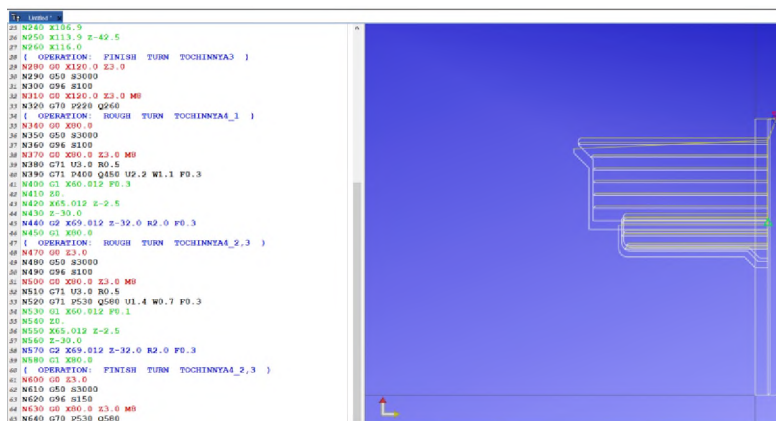 Untitled *
25 N240 X106.9
26 N250 X113.9 Z-42.5
27 N260 X116.0
28 ( OPERATION: FINISH TURN TOCHINNYA3 )
29 N280 G0 X120.0 Z3.0
30 N290 G50 S3000
31 N300 G96 S100
32 N310 G0 X120.0 Z3.0 M8
33 N320 G70 P220 Q260
34 ( OPERATION: ROUGH TURN TOCHINNYA4_1 )
35 N340 G0 X80.0
36 N350 G50 S3000
37 N360 G96 S100
38 N370 G0 X80.0 Z3.0 M8
39 N380 G71 U3.0 R0.5
40 N390 G71 P400 Q450 U2.2 W1.1 F0.3
41 N400 G1 X60.012 F0.3
42 N410 Z0.
43 N420 X65.012 Z-2.5
44 N430 Z-30.0
45 N440 G2 X69.012 Z-32.0 R2.0 F0.3
46 N450 G1 X80.0
47 ( OPERATION: ROUGH TURN TOCHINNYA4_2,3 )
48 N470 G0 Z3.0
49 N480 G50 S3000
50 N490 G96 S100
51 N500 G0 X80.0 Z3.0 M8
52 N510 G71 U3.0 R0.5
53 N520 G71 P530 Q580 U1.4 W0.7 F0.3
54 N530 G1 X60.012 F0.1
55 N540 Z0.
56 N550 X65.012 Z-2.5
57 N560 Z-30.0
58 N570 G2 X69.012 Z-32.0 R2.0 F0.3
59 N580 G1 X80.0
60 ( OPERATION: FINISH TURN TOCHINNYA4_2,3 )
61 N600 G0 Z3.0
62 N610 G50 S3000
63 N620 G96 S150
64 N630 G0 X80.0 Z3.0 M8
65 N640 G70 P530 Q580